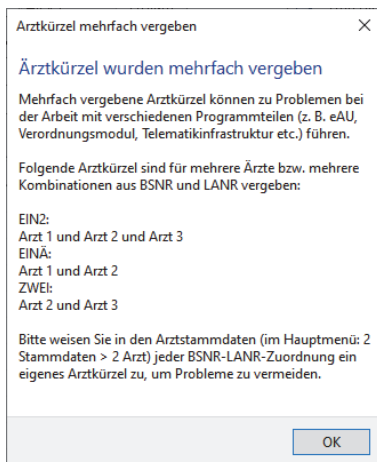 Arztkürzel mehrfach vergeben
Ärztkürzel wurden mehrfach vergeben
Mehrfach vergebene Arztkürzel können zu Problemen bei
der Arbeit mit verschiedenen Programmteilen (z. B. eAU,
Verordnungsmodul, Telematikinfrastruktur etc.) führen.
Folgende Arztkürzel sind für mehrere Ärzte bzw. mehrere
Kombinationen aus BSNR und LANR vergeben:
EIN2:
Arzt 1 und Arzt 2 und Arzt 3
EINÄ:
Arzt 1 und Arzt 2
ZWEI:
Arzt 2 und Arzt 3
Bitte weisen Sie in den Arztstammdaten (im Hauptmenü: 2
Stammdaten > 2 Arzt) jeder BSNR-LANR-Zuordnung ein
eigenes Arztkürzel zu, um Probleme zu vermeiden.
OK